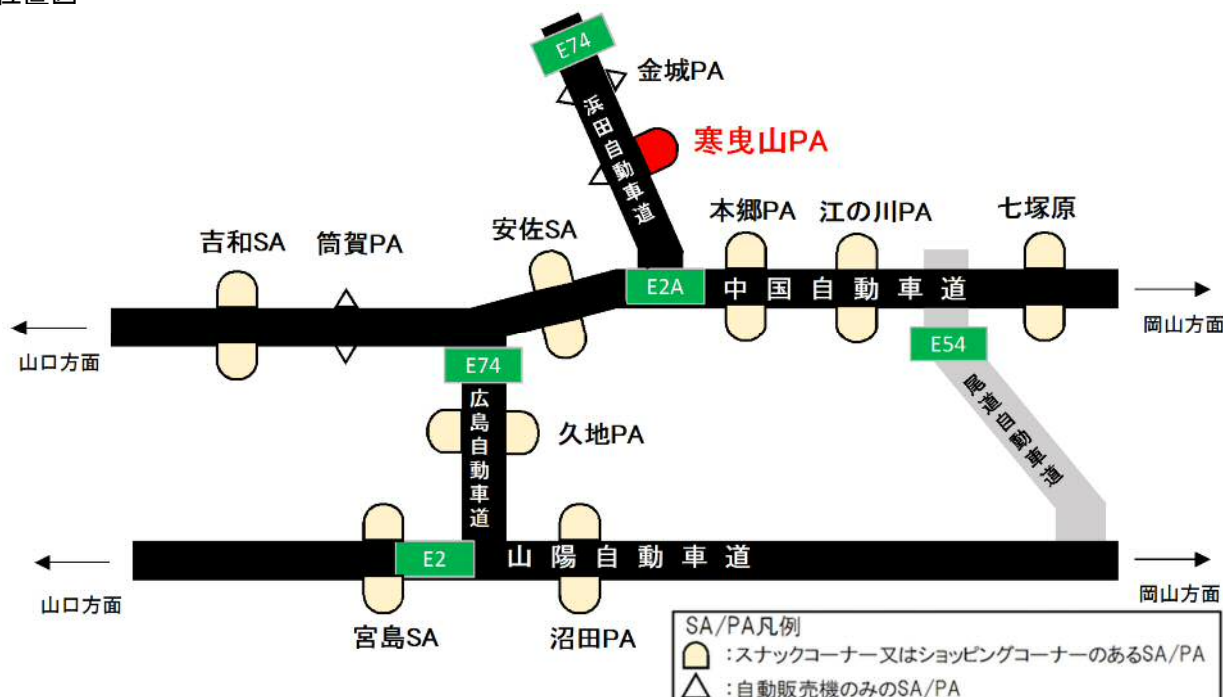 E74
金城PA
浜田自動車道
寒曳山PA
吉和SA
筒賀PA
安佐SA
本郷PA
江の川PA
七塚原
E2A
中国自動車道
岡山方面
山口方面
E74
E54
広島自動車道
久地PA
尾道自動車道
E2
山陽自動車道
山口方面
岡山方面
宮島SA
沼田PA
SA/PA凡例
:スナックコーナー又はショッピングコーナーのあるSA/PA
:自動販売機のみのSA/PA